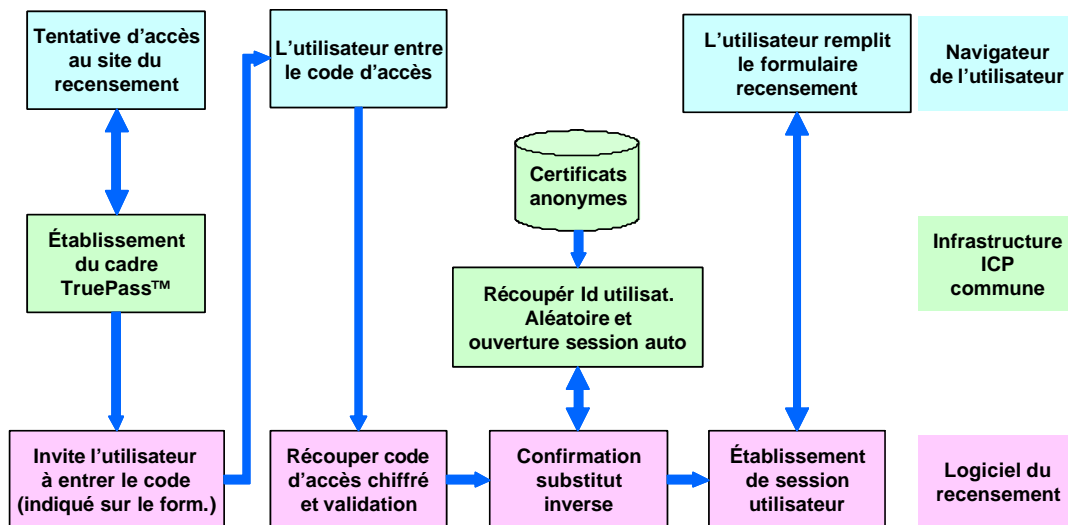 Tentative d’accès
au site du
recensement
L’utilisateur entre
le code d’accès
L’utilisateur remplit
le formulaire
recensement
Navigateur
de l’utilisateur
Certificats
anonymes
Établissement
du cadre
TruePass™
Récoupér Id utilisat.
Aléatoire et
ouverture session auto
Infrastructure
ICP
commune
Invite l’utilisateur
à entrer le code
(indiqué sur le form.)
Récouper code
d’accès chiffré
et validation
Confirmation
substitut
inverse
Établissement
de session
utilisateur
Logiciel du
recensement